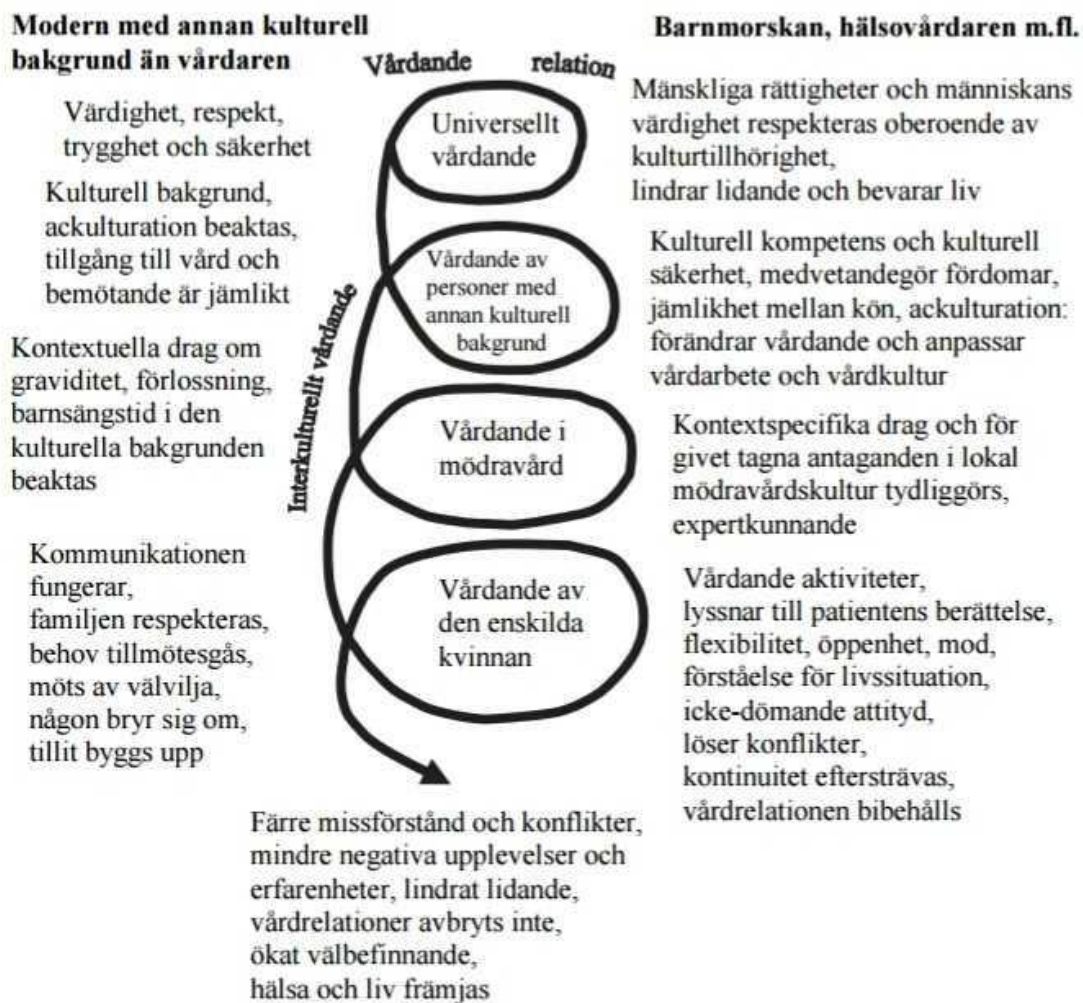 Modern med annan kulturell
bakgrund än vårdaren
Vårdande relation
Barnmorskan, hälsovårdaren m.fl.
Värdighet, respekt,
trygghet och säkerhet
Universellt
vårdande
Mänskliga rättigheter och människans
värdighet respekteras oberoende av
kulturtillhörighet,
lindrar lidande och bevarar liv
Kulturell bakgrund,
ackulturation beaktas,
tillgång till vård och
bemötande är jämlikt
Vårdande av
personer med
annan kulturell
bakgrund
Kulturell kompetens och kulturell
säkerhet, medvetandegör fördomar,
jämlikhet mellan kön, ackulturation:
förändrar vårdande och anpassar
vårdarbete och vårdkultur
Interkulturellt vårdande
Kontextuella drag om
graviditet, förlossning,
barnsängstid i den
kulturella bakgrunden
beaktas
Vårdande i
mödravård
Kontextspecifika drag och för
givet tagna antaganden i lokal
mödravårdskultur tydliggörs,
expertkunnande
Kommunikationen
fungerar,
familjen respekteras,
behov tillmötesgås,
möts av välvilja,
någon bryr sig om,
tillit byggs upp
Vårdande av
den enskilda
kvinnan
Vårdande aktiviteter,
lyssnar till patientens berättelse,
flexibilitet, öppenhet, mod,
förståelse för livssituation,
icke-dömande attityd,
löser konflikter,
kontinuitet eftersträvas,
vårdrelationen bibehålls
Färre missförstånd och konflikter,
mindre negativa upplevelser och
erfarenheter, lindrat lidande,
vårdrelationer avbryts inte,
ökat välbefinnande,
hälsa och liv främjas